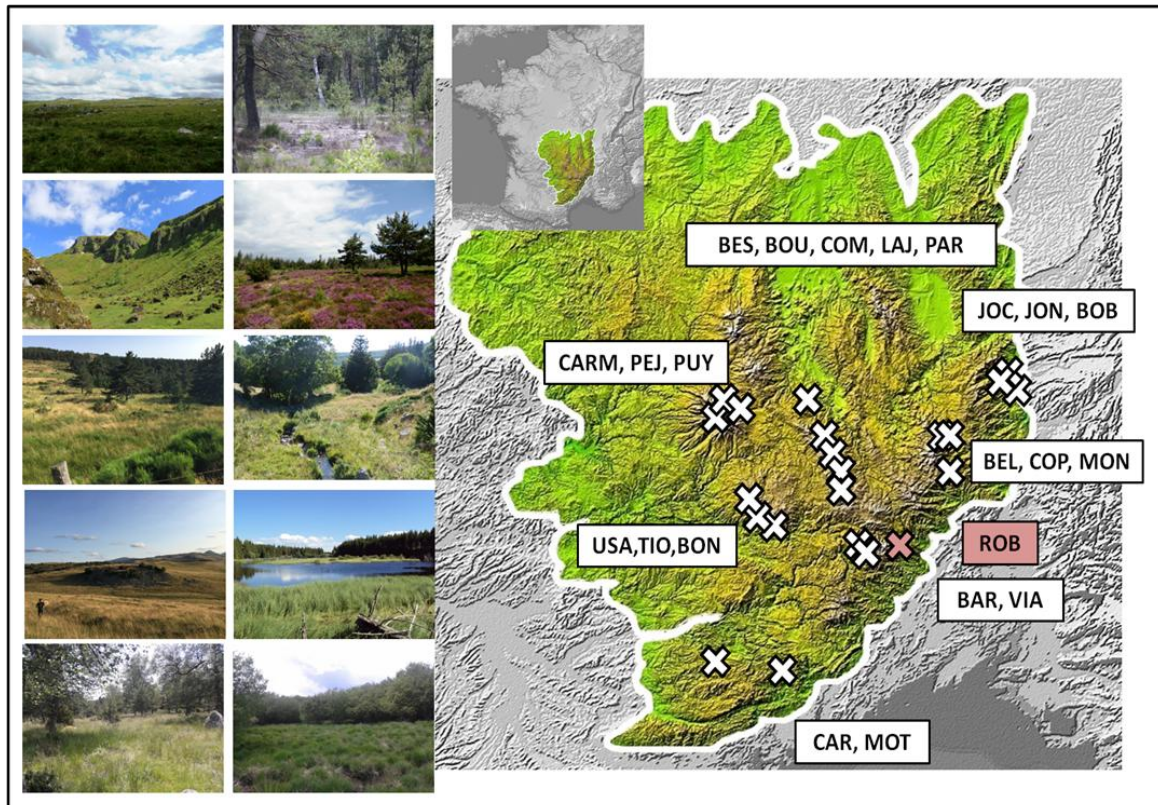 BES, BOU, COM, LAJ, PAR
JOC, JON, BOB
CARM, PEJ, PUY
BEL, COP, MON
USA,TIO,BON
ROB
BAR, VIA
CAR, MOT